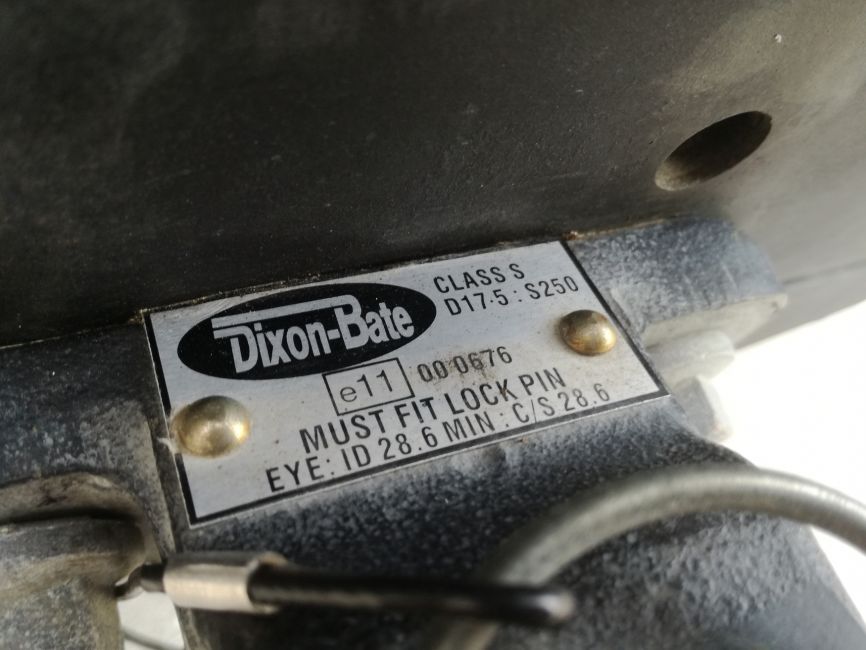 Dixon-Bate
CLASS S
D17·5 : S250
e11 00 0676
MUST FIT LOCK PIN
EYE: ID 28.6 MIN : C/S 28.6